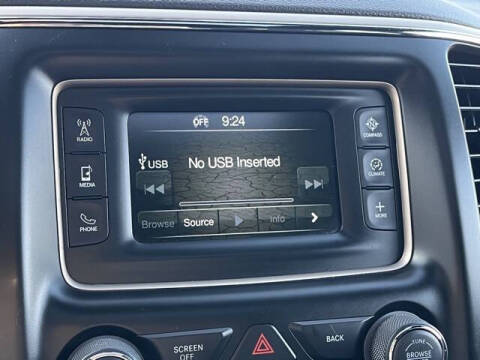 OFF 9:24
RADIO
COMPASS
USB
No USB Inserted
MEDIA
CLIMATE
Browse Source Info
PHONE
MORE
SCREEN
OFF
BACK
TUNE
BROWSE